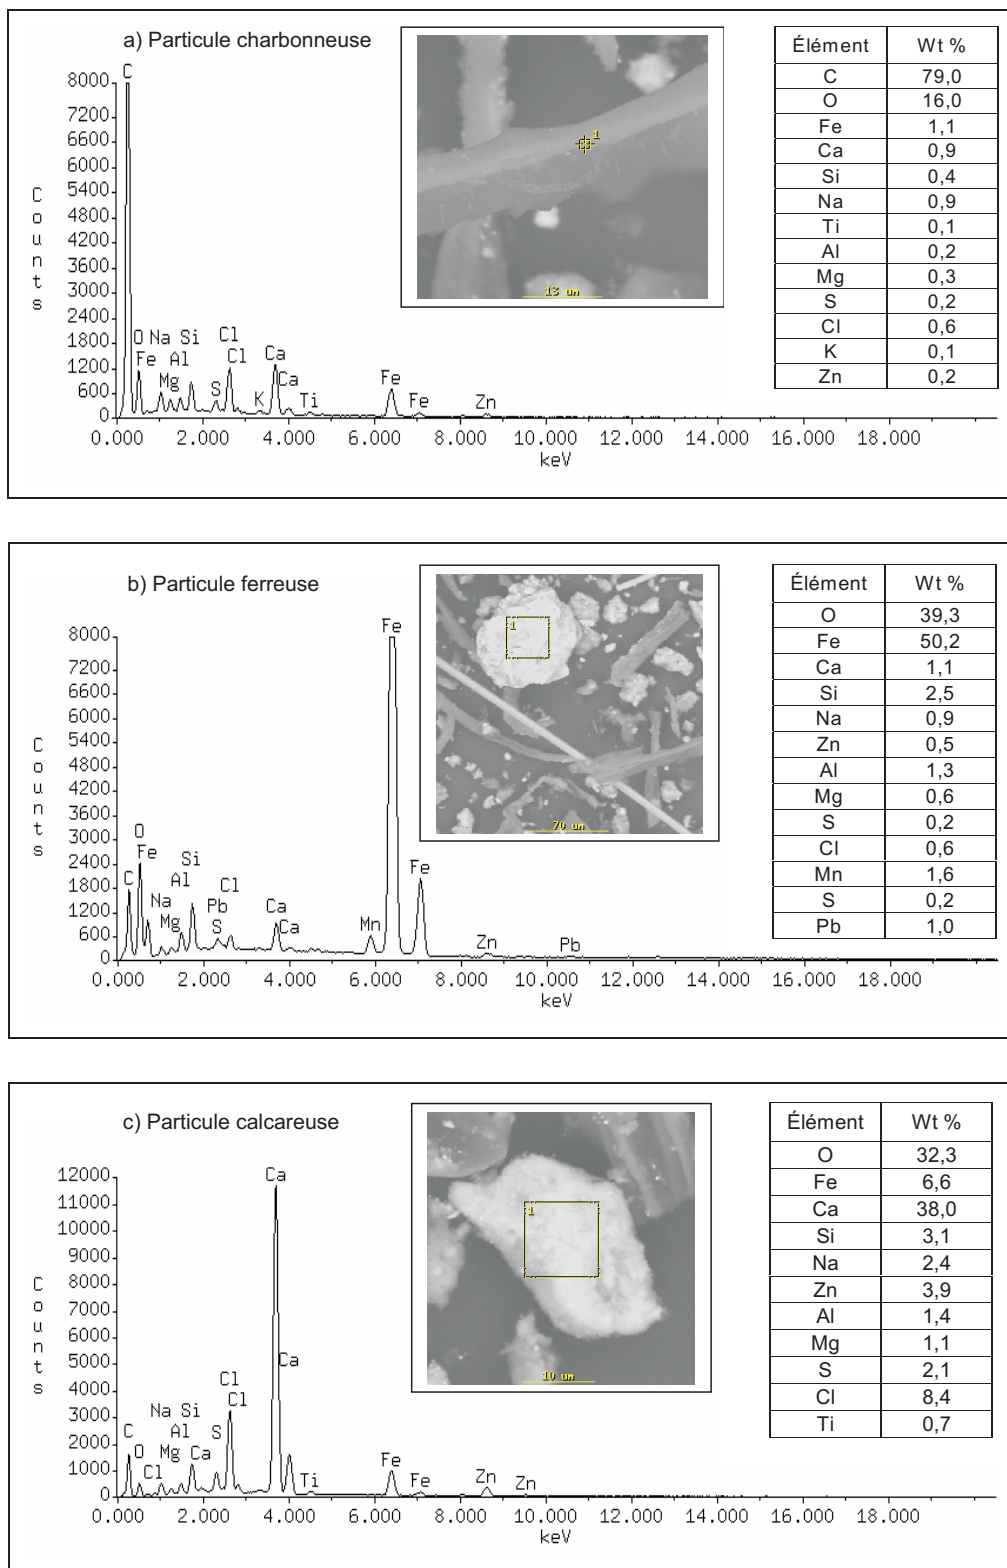 a) Particule charbonneuse
8000
7200
6600
6000
5400
4800
4200
3600
3000
2400
1800
1200
600
0
Counts
C
O
Fe
Na
Mg
Al
Si
S
Cl
Cl
K
Ca
Ca
Ti
Fe
Fe
Zn
0.000 2.000 4.000 6.000 8.000 10.000 12.000 14.000 16.000 18.000
keV
1
13 um
Élément Wt %
C 79,0
O 16,0
Fe 1,1
Ca 0,9
Si 0,4
Na 0,9
Ti 0,1
Al 0,2
Mg 0,3
S 0,2
Cl 0,6
K 0,1
Zn 0,2
b) Particule ferreuse
8000
7200
6600
6000
5400
4800
4200
3600
3000
2400
1800
1200
600
0
Counts
C
O
Fe
Na
Mg
Al
Si
Pb
S
Cl
Ca
Ca
Mn
Fe
Fe
Zn
Pb
0.000 2.000 4.000 6.000 8.000 10.000 12.000 14.000 16.000 18.000
keV
1
70 um
Élément Wt %
O 39,3
Fe 50,2
Ca 1,1
Si 2,5
Na 0,9
Zn 0,5
Al 1,3
Mg 0,6
S 0,2
Cl 0,6
Mn 1,6
S 0,2
Pb 1,0
c) Particule calcareuse
12000
11000
10000
9000
8000
7000
6000
5000
4000
3000
2000
1000
0
Counts
C
O
Cl
Na
Mg
Al
Si
Ca
S
Cl
Cl
Ca
Ca
Ti
Fe
Fe
Zn
Zn
0.000 2.000 4.000 6.000 8.000 10.000 12.000 14.000 16.000 18.000
keV
1
10 um
Élément Wt %
O 32,3
Fe 6,6
Ca 38,0
Si 3,1
Na 2,4
Zn 3,9
Al 1,4
Mg 1,1
S 2,1
Cl 8,4
Ti 0,7